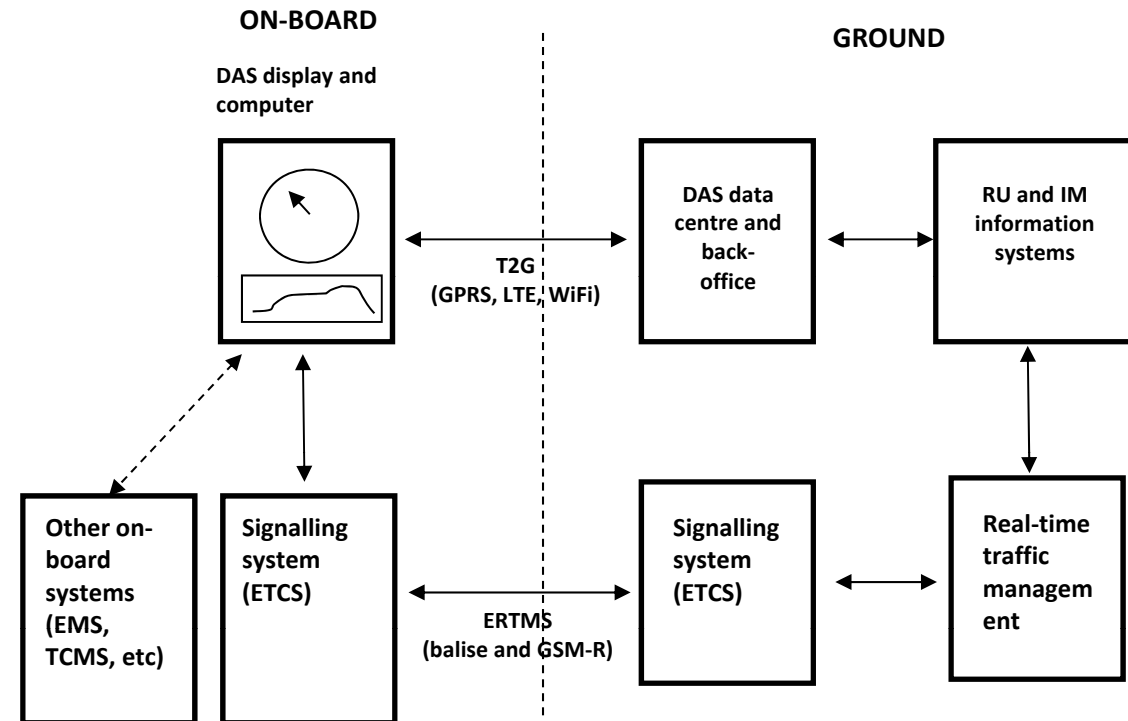 ON-BOARD
GROUND
DAS display and
computer
DAS data
centre and
back-
office
RU and IM
information
systems
T2G
(GPRS, LTE, WiFi)
Other on-
board
systems
(EMS,
TCMS, etc)
Signalling
system
(ETCS)
Signalling
system
(ETCS)
Real-time
traffic
managem
ent
ERTMS
(balise and GSM-R)